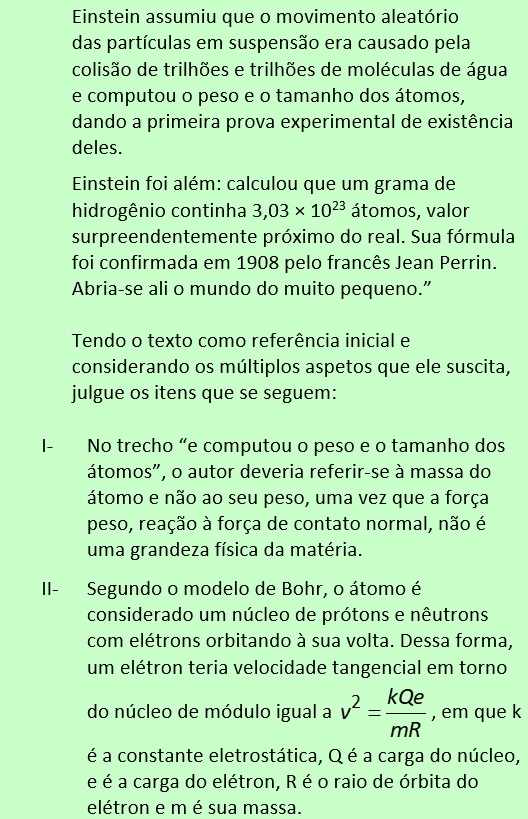 Einstein assumiu que o movimento aleatório
das partículas em suspensão era causado pela
colisão de trilhões e trilhões de moléculas de água
e computou o peso e o tamanho dos átomos,
dando a primeira prova experimental de existência
deles.
Einstein foi além: calculou que um grama de
hidrogênio continha 3,03 × 10²³ átomos, valor
surpreendentemente próximo do real. Sua fórmula
foi confirmada em 1908 pelo francês Jean Perrin.
Abria-se ali o mundo do muito pequeno.”
Tendo o texto como referência inicial e
considerando os múltiplos aspetos que ele suscita,
julgue os itens que se seguem:
I- No trecho “e computou o peso e o tamanho dos
átomos”, o autor deveria referir-se à massa do
átomo e não ao seu peso, uma vez que a força
peso, reação à força de contato normal, não é
uma grandeza física da matéria.
II- Segundo o modelo de Bohr, o átomo é
considerado um núcleo de prótons e nêutrons
com elétrons orbitando à sua volta. Dessa forma,
um elétron teria velocidade tangencial em torno
do núcleo de módulo igual a v² = kQe/mR , em que k
é a constante eletrostática, Q é a carga do núcleo,
e é a carga do elétron, R é o raio de órbita do
elétron e m é sua massa.